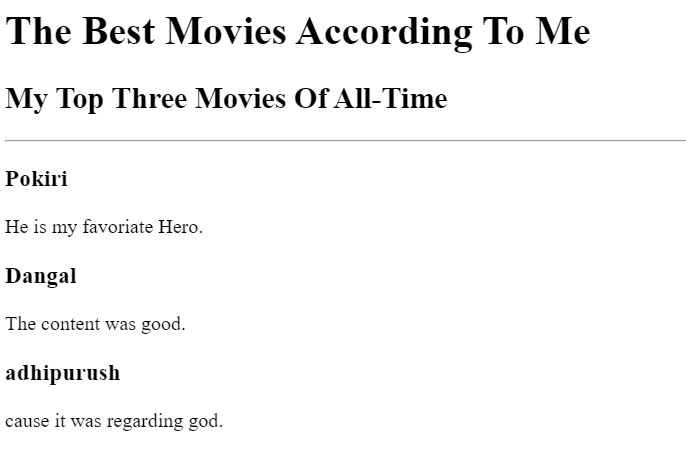 The Best Movies According To Me
My Top Three Movies Of All-Time
Pokiri
He is my favoriate Hero.
Dangal
The content was good.
adhipurush
cause it was regarding god.